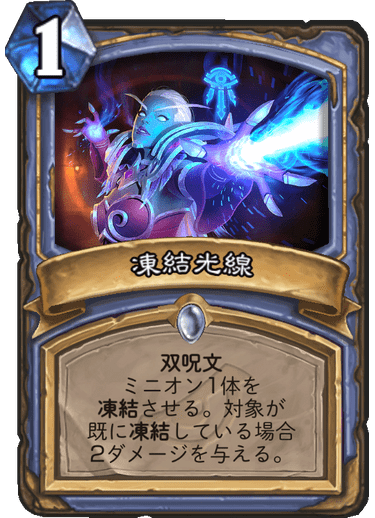 1
凍結光線
双呪文
ミニオン1体を
凍結させる。対象が
既に凍結している場合
2ダメージを与える。